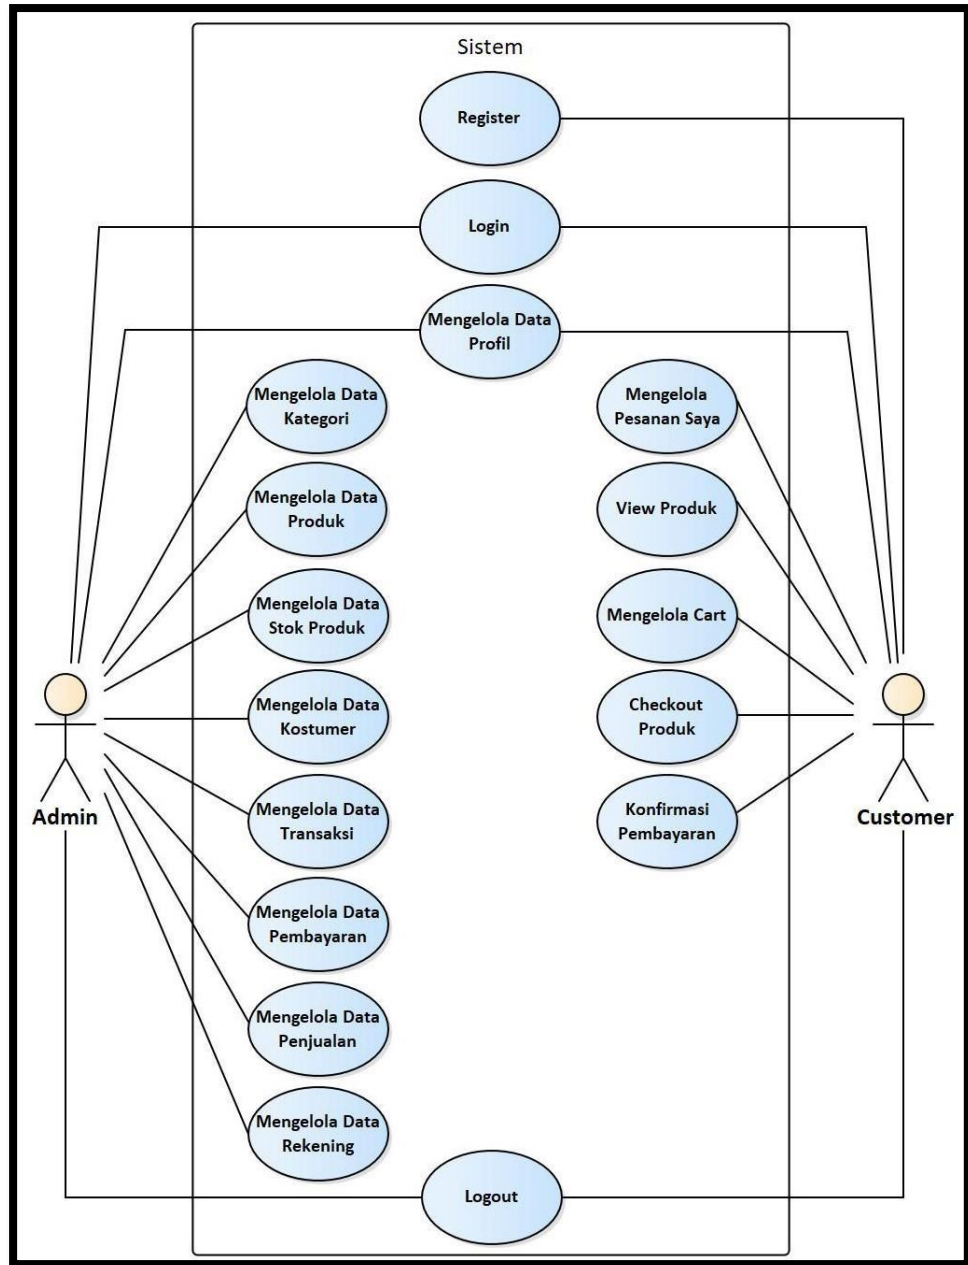 Sistem
Register
Login
Mengelola Data
Profil
Mengelola Data
Kategori
Mengelola
Pesanan Saya
Mengelola Data
Produk
View Produk
Mengelola Data
Stok Produk
Mengelola Cart
Mengelola Data
Kostumer
Checkout
Produk
Admin
Mengelola Data
Transaksi
Konfirmasi
Pembayaran
Customer
Mengelola Data
Pembayaran
Mengelola Data
Penjualan
Mengelola Data
Rekening
Logout